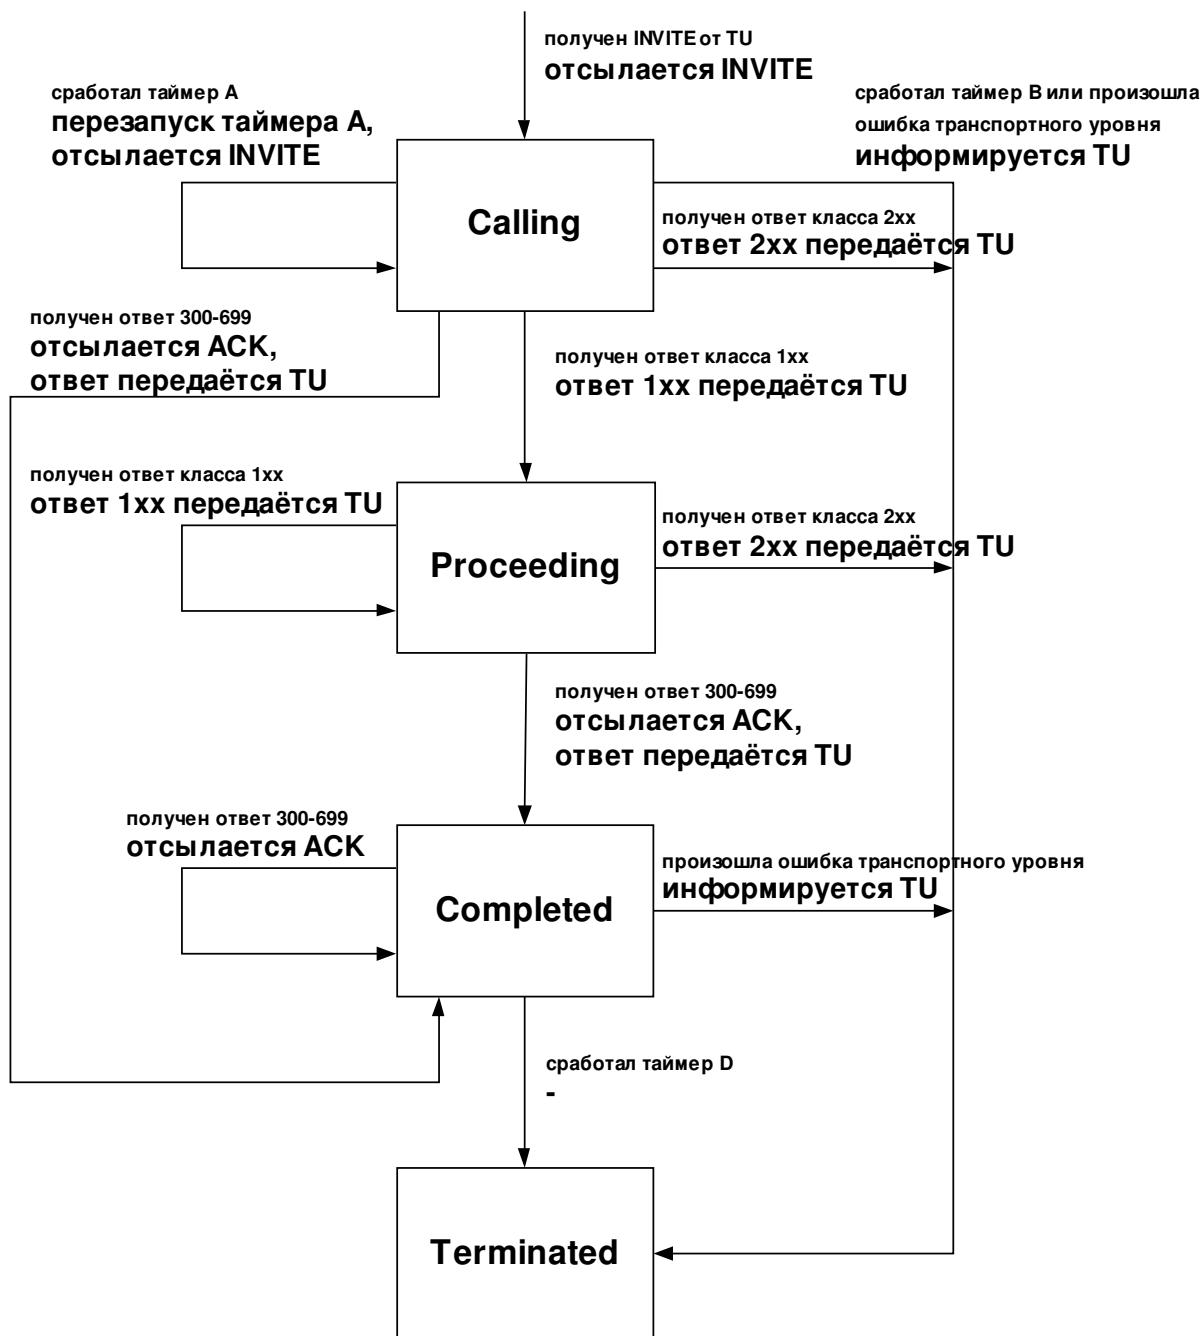 получен INVITE от TU
отсылается INVITE
сработал таймер A
перезапуск таймера A,
отсылается INVITE
сработал таймер B или произошла
ошибка транспортного уровня
информируется TU
Calling
получен ответ класса 2xx
ответ 2xx передаётся TU
получен ответ 300-699
отсылается ACK,
ответ передаётся TU
получен ответ класса 1xx
ответ 1xx передаётся TU
получен ответ класса 1xx
ответ 1xx передаётся TU
Proceeding
получен ответ класса 2xx
ответ 2xx передаётся TU
получен ответ 300-699
отсылается ACK,
ответ передаётся TU
получен ответ 300-699
отсылается ACK
Completed
произошла ошибка транспортного уровня
информируется TU
сработал таймер D
-
Terminated